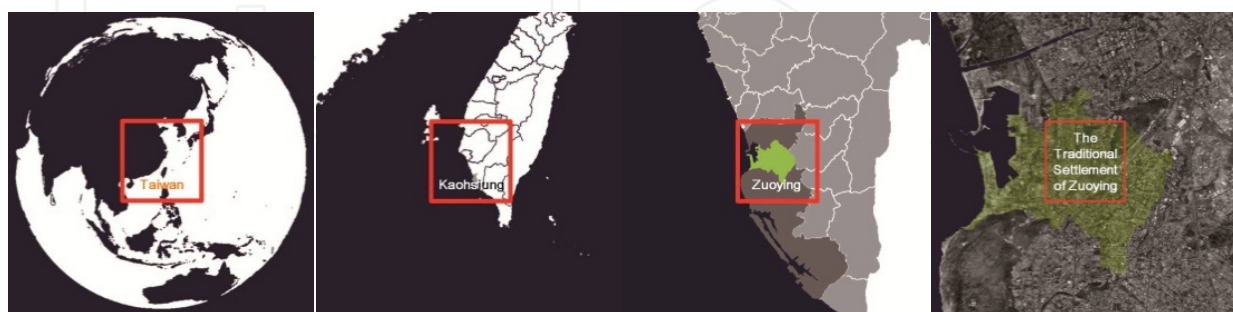 Taiwan
Kaohsiung
Zuoying
The
Traditional
Settlement
of Zuoying